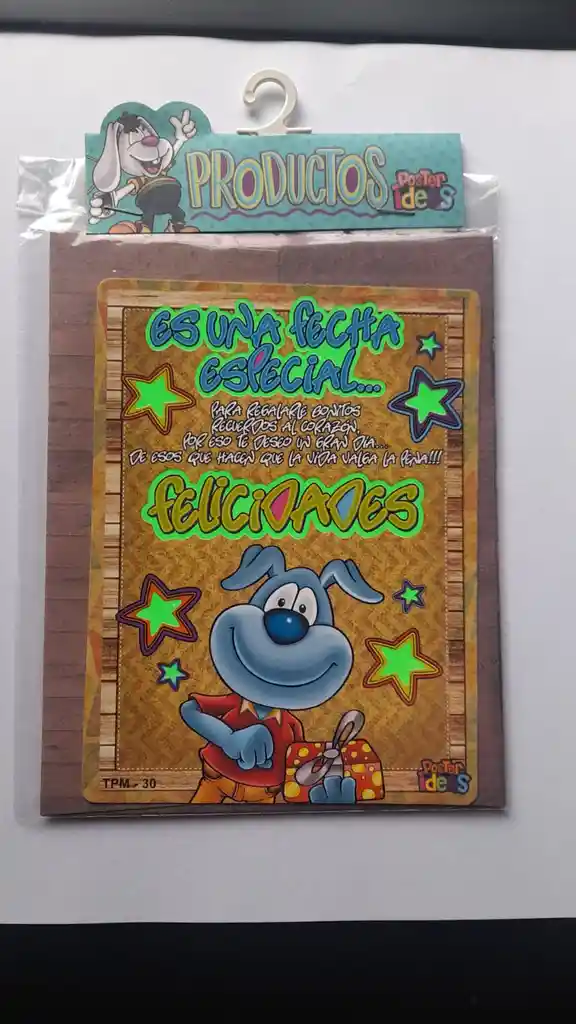 PRODUCTOS
POSTER
ideas
ES UNA FECHA
ESPECIAL...
PARA REGALARLE BONITOS
RECUERDOS AL CORAZÓN,
POR ESO TE DESEO UN GRAN DÍA...
DE ESOS QUE HACEN QUE LA VIDA VALGA LA PENA!!!
FELICIDADES
TPM - 30
POSTER
ideas